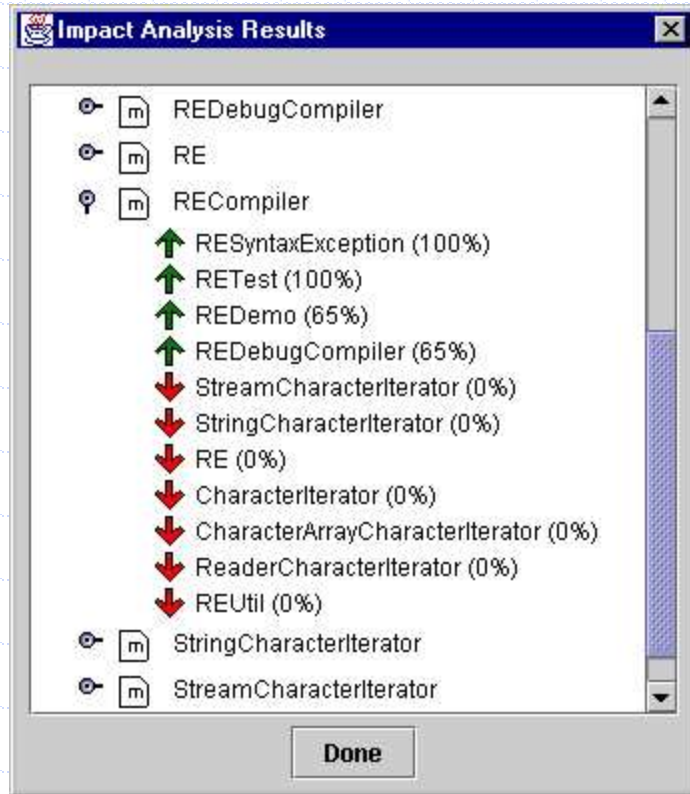 Impact Analysis Results
m REDebugCompiler
m RE
m RECompiler
RESyntaxException (100%)
RETest (100%)
REDemo (65%)
REDebugCompiler (65%)
StreamCharacterIterator (0%)
StringCharacterIterator (0%)
RE (0%)
CharacterIterator (0%)
CharacterArrayCharacterIterator (0%)
ReaderCharacterIterator (0%)
REUtil (0%)
m StringCharacterIterator
m StreamCharacterIterator
Done